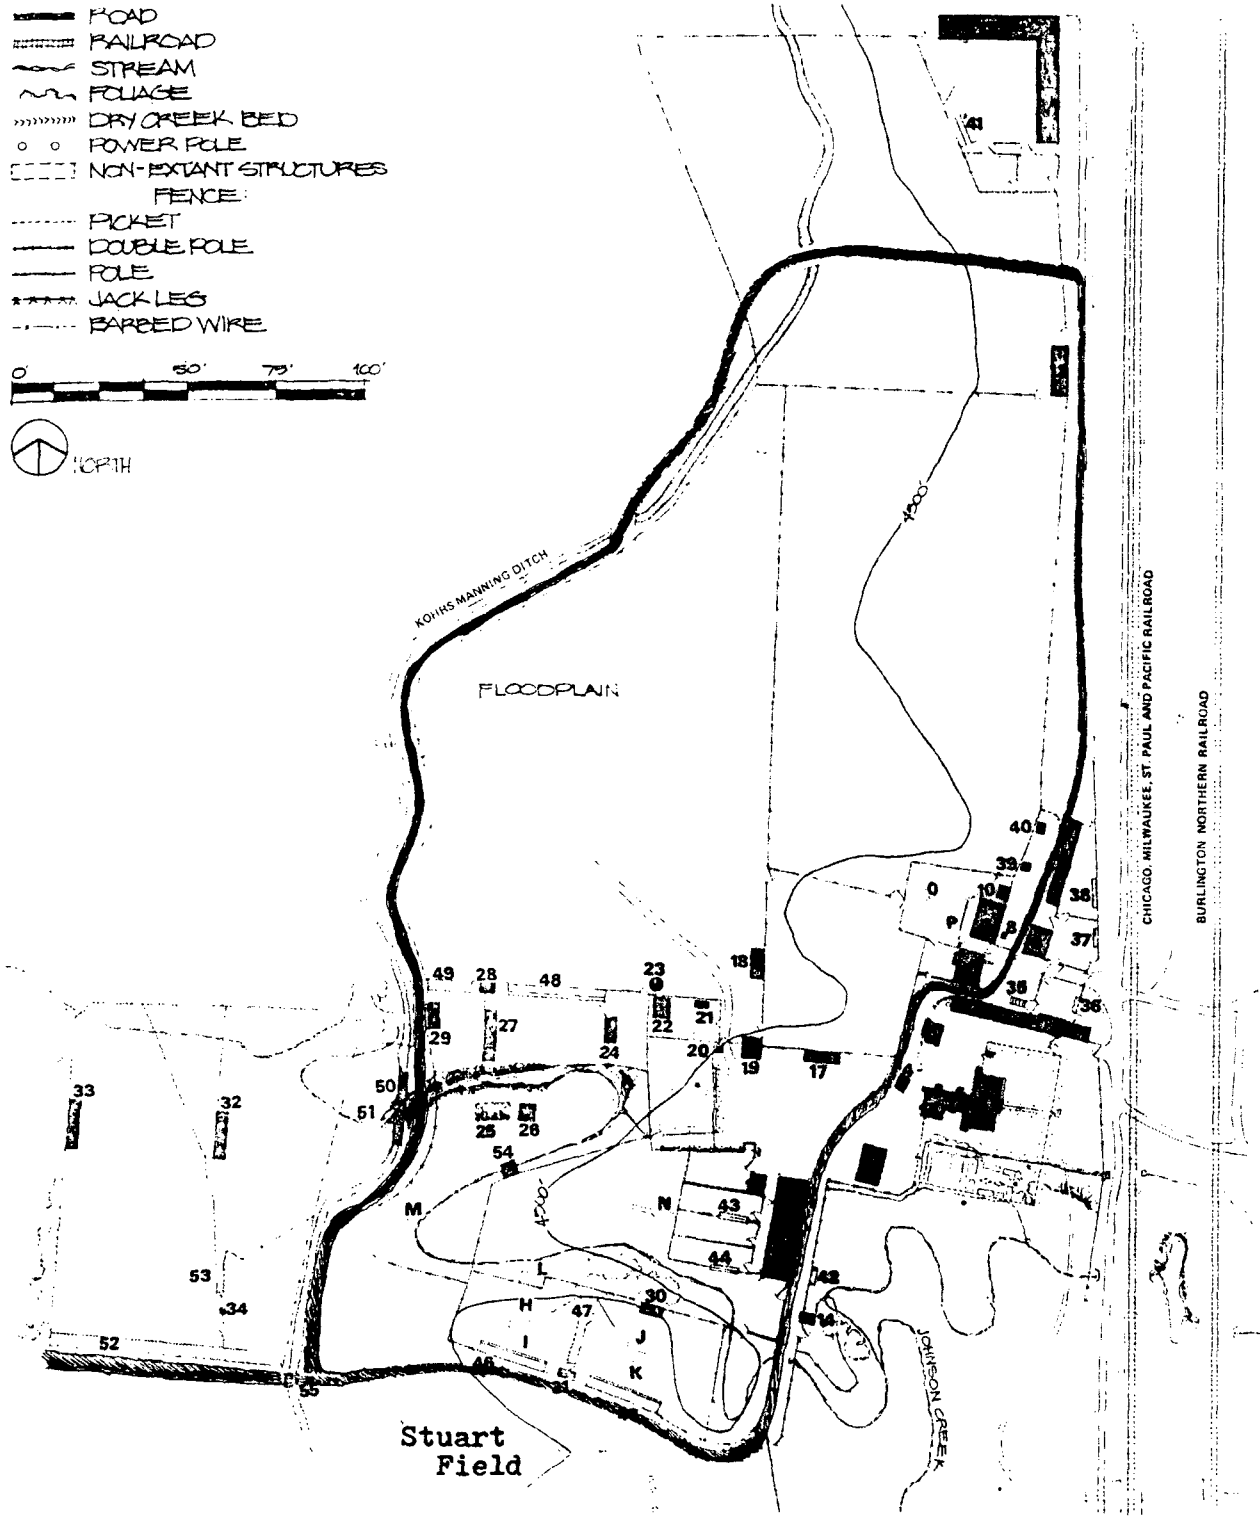 ROAD
RAILROAD
STREAM
FOLIAGE
DRY CREEK BED
POWER POLE
NON-EXTANT STRUCTURES
FENCE:
PICKET
DOUBLE POLE
POLE
JACK LEG
BARBED WIRE
0' 50' 75' 100'
NORTH
41
4500'
KOHRS MANNING DITCH
FLOODPLAIN
CHICAGO, MILWAUKEE, ST. PAUL AND PACIFIC RAILROAD
BURLINGTON NORTHERN RAILROAD
40
39
O 10 38
P
37
18
49 28 48 23
35
36
29 27 24 22 21
20
19 17
50
33 32 51
25 26
54
M 4500' N 43
44
L
42
53 H 47 30
34 14
J
52 I
K
46
31
55
JOHNSON CREEK
Stuart
Field